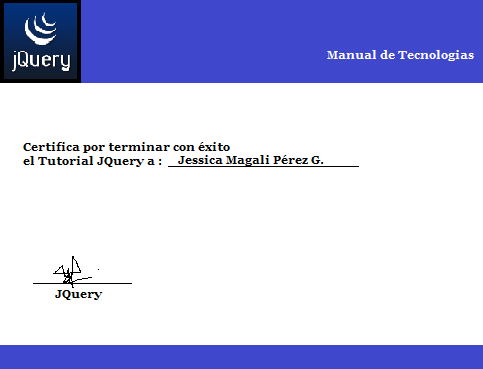 jQuery
Manual de Tecnologias
Certifica por terminar con éxito
el Tutorial JQuery a : Jessica Magali Pérez G.
JQuery